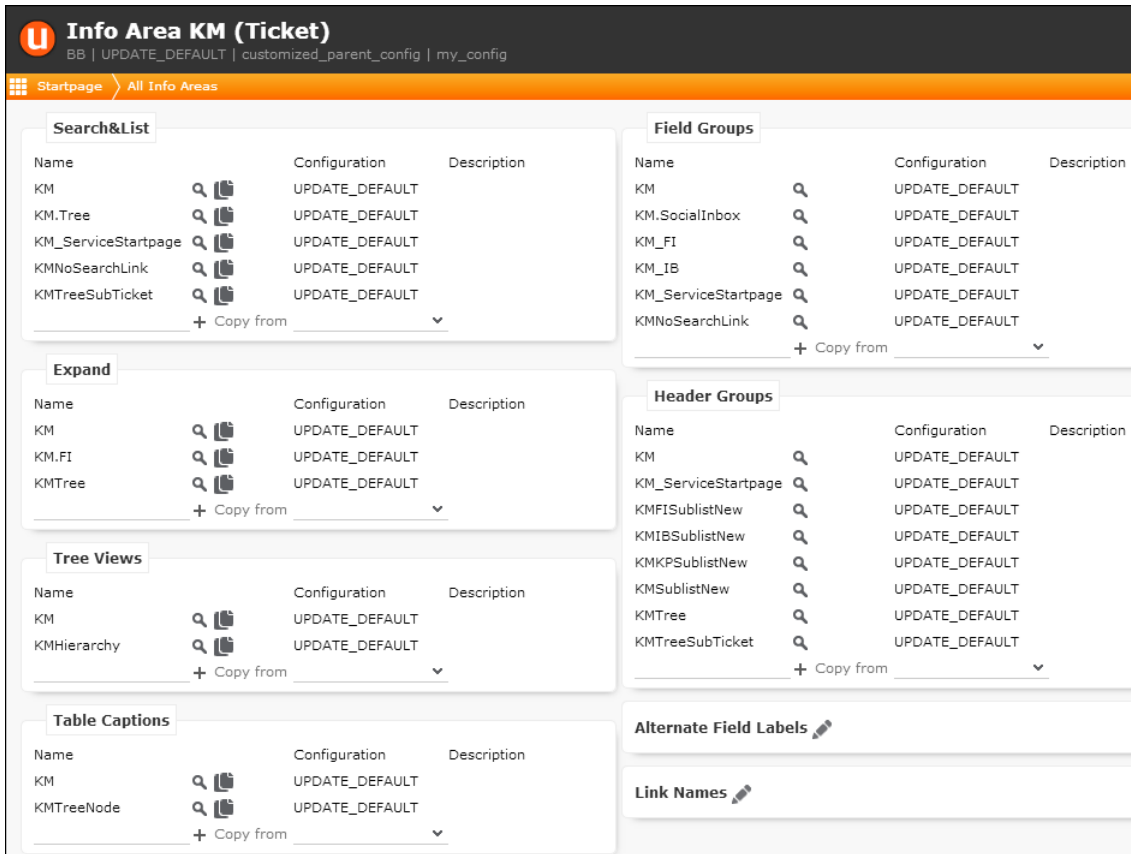 Info Area KM (Ticket)
BB | UPDATE_DEFAULT | customized_parent_config | my_config
Startpage All Info Areas
Search&List
Name Configuration Description
KM UPDATE_DEFAULT
KM.Tree UPDATE_DEFAULT
KM_ServiceStartpage UPDATE_DEFAULT
KMNoSearchLink UPDATE_DEFAULT
KMTreeSubTicket UPDATE_DEFAULT
+ Copy from
Expand
Name Configuration Description
KM UPDATE_DEFAULT
KM.FI UPDATE_DEFAULT
KMTree UPDATE_DEFAULT
+ Copy from
Tree Views
Name Configuration Description
KM UPDATE_DEFAULT
KMHierarchy UPDATE_DEFAULT
+ Copy from
Table Captions
Name Configuration Description
KM UPDATE_DEFAULT
KMTreeNode UPDATE_DEFAULT
+ Copy from
Field Groups
Name Configuration Description
KM UPDATE_DEFAULT
KM.SocialInbox UPDATE_DEFAULT
KM_FI UPDATE_DEFAULT
KM_IB UPDATE_DEFAULT
KM_ServiceStartpage UPDATE_DEFAULT
KMNoSearchLink UPDATE_DEFAULT
+ Copy from
Header Groups
Name Configuration Description
KM UPDATE_DEFAULT
KM_ServiceStartpage UPDATE_DEFAULT
KMFISublistNew UPDATE_DEFAULT
KMIBSublistNew UPDATE_DEFAULT
KMKPSublistNew UPDATE_DEFAULT
KMSublistNew UPDATE_DEFAULT
KMTree UPDATE_DEFAULT
KMTreeSubTicket UPDATE_DEFAULT
+ Copy from
Alternate Field Labels
Link Names